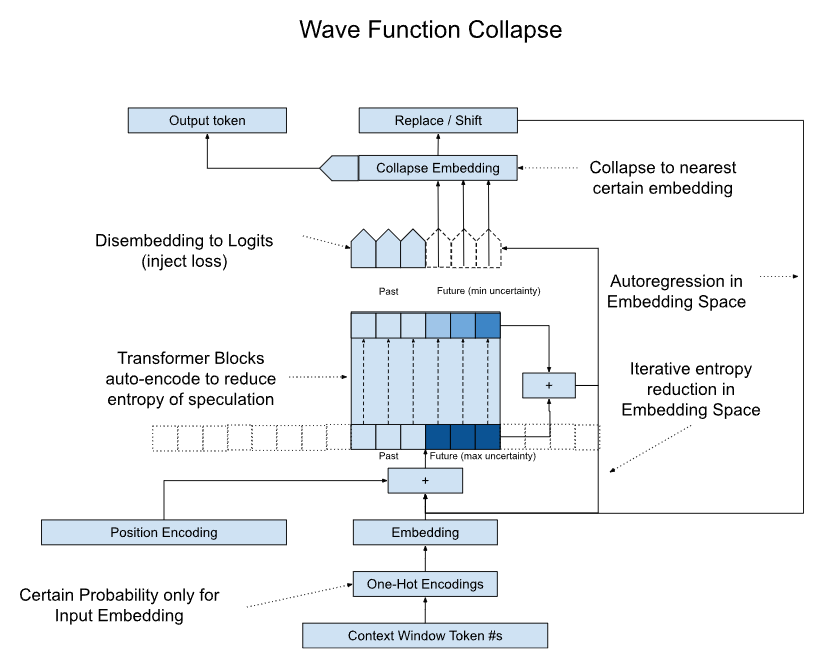 Wave Function Collapse
Output token
Replace / Shift
Collapse Embedding
Collapse to nearest
certain embedding
Disembedding to Logits
(inject loss)
Past
Future (min uncertainty)
Autoregression in
Embedding Space
Transformer Blocks
auto-encode to reduce
entropy of speculation
+
Iterative entropy
reduction in
Embedding Space
Past
Future (max uncertainty)
+
Position Encoding
Embedding
One-Hot Encodings
Certain Probability only for
Input Embedding
Context Window Token #s